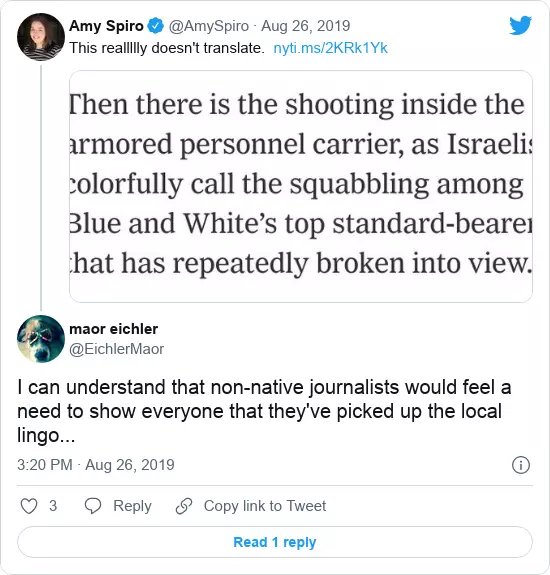 Amy Spiro @AmySpiro · Aug 26, 2019
This realllllly doesn't translate. nyti.ms/2KRk1Yk
Then there is the shooting inside the
armored personnel carrier, as Israelis
colorfully call the squabbling among
Blue and White's top standard-bearer
that has repeatedly broken into view.
maor eichler
@EichlerMaor
I can understand that non-native journalists would feel a
need to show everyone that they've picked up the local
lingo...
3:20 PM · Aug 26, 2019
3 Reply Copy link to Tweet
Read 1 reply